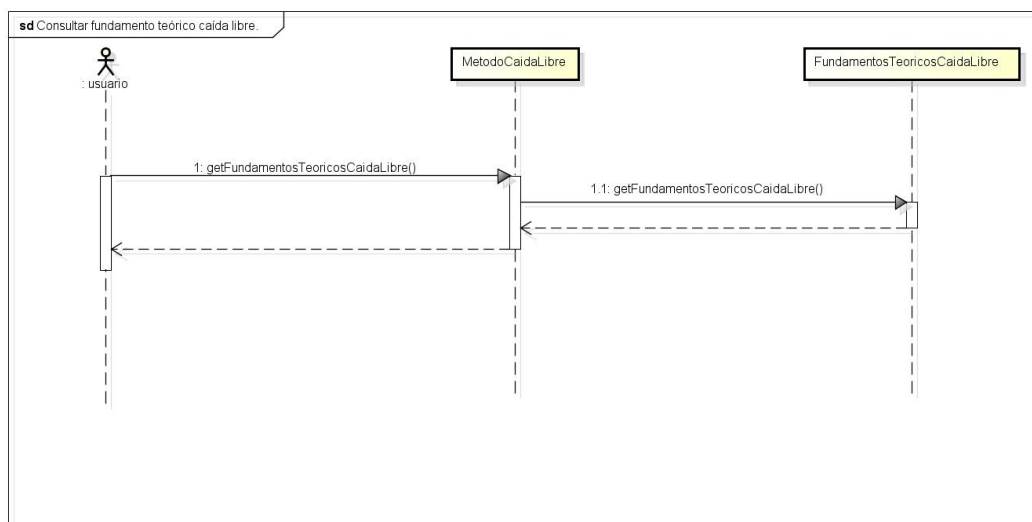 sd Consultar fundamento teórico caída libre.
: usuario
MetodoCaidaLibre
FundamentosTeoricosCaidaLibre
1: getFundamentosTeoricosCaidaLibre()
1.1: getFundamentosTeoricosCaidaLibre()